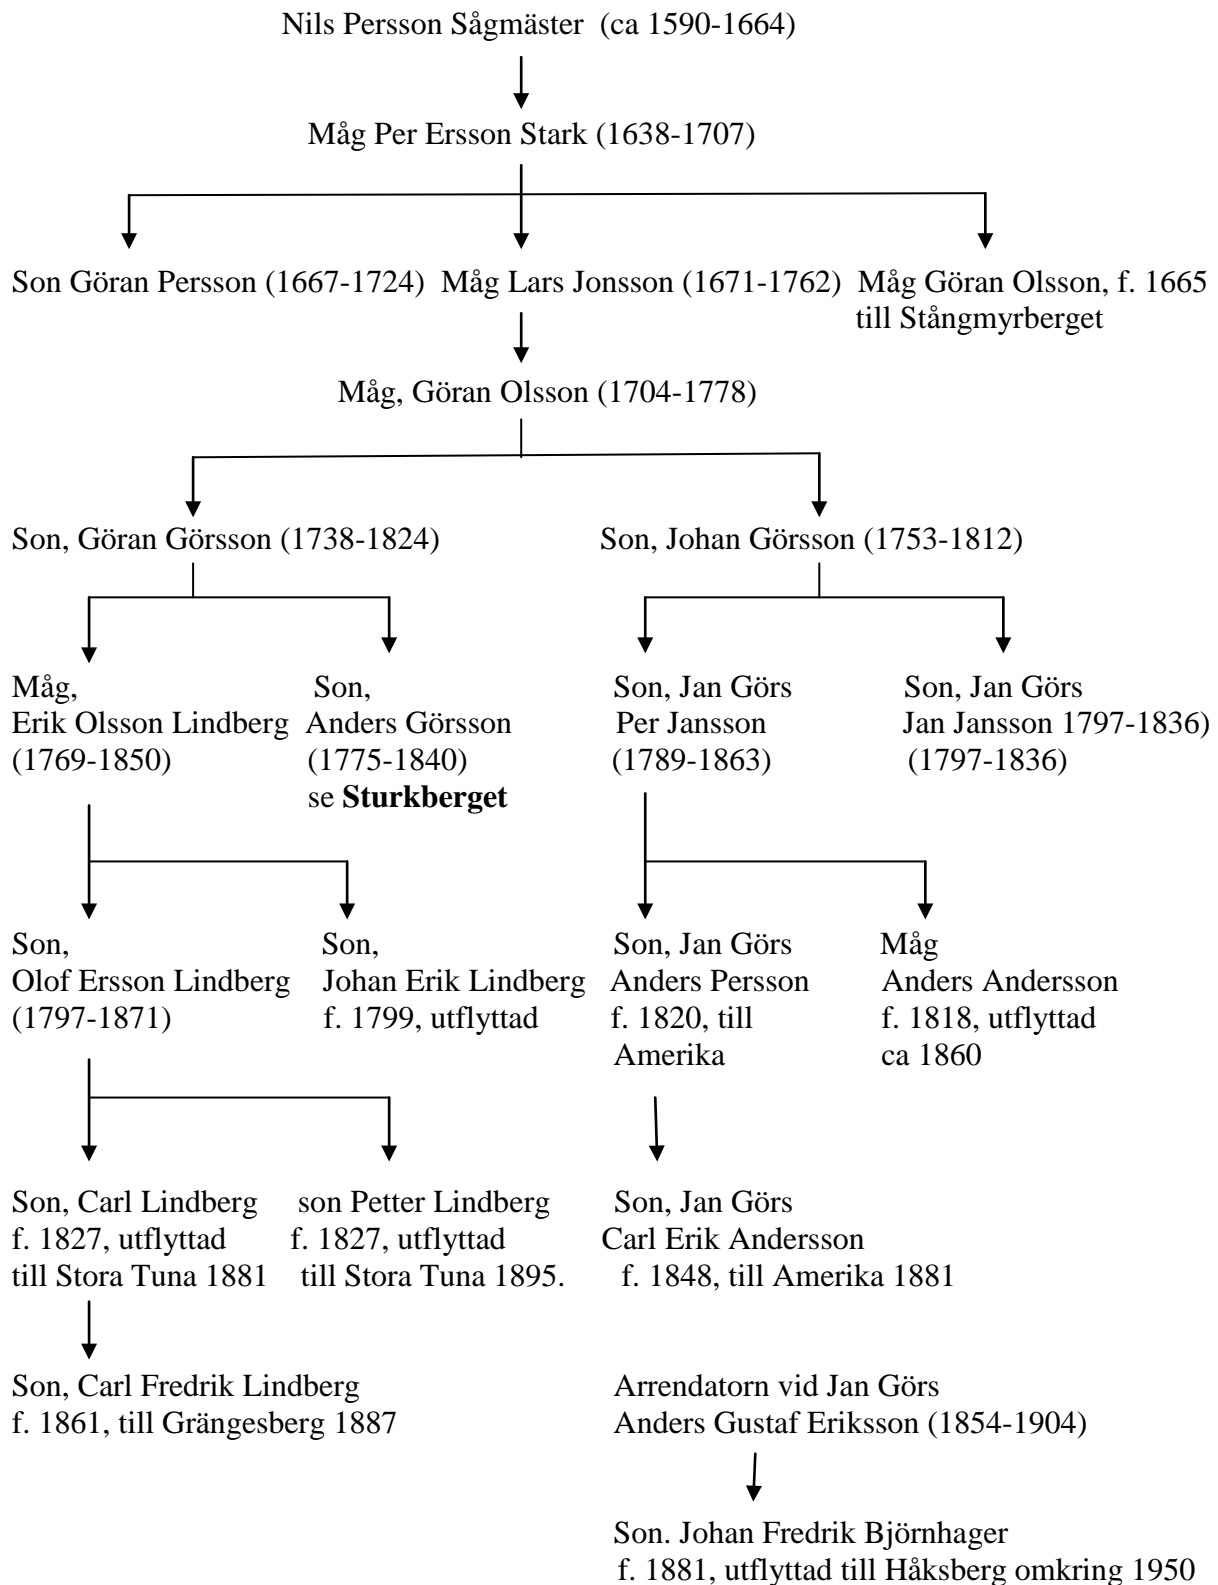 Nils Persson Sågmäster  (ca 1590-1664)
Måg Per Ersson Stark (1638-1707)
Son Göran Persson (1667-1724)  Måg Lars Jonsson (1671-1762)  Måg Göran Olsson, f. 1665
till Stångmyrberget
Måg, Göran Olsson (1704-1778)
Son, Göran Görsson (1738-1824)
Son, Johan Görsson (1753-1812)
Måg,
Erik Olsson Lindberg
(1769-1850)
Son,
Anders Görsson
(1775-1840)
se Sturkberget
Son, Jan Görs
Per Jansson
(1789-1863)
Son, Jan Görs
Jan Jansson 1797-1836)
(1797-1836)
Son,
Olof Ersson Lindberg
(1797-1871)
Son,
Johan Erik Lindberg
f. 1799, utflyttad
Son, Jan Görs
Anders Persson
f. 1820, till
Amerika
Måg
Anders Andersson
f. 1818, utflyttad
ca 1860
Son, Carl Lindberg
f. 1827, utflyttad
till Stora Tuna 1881
son Petter Lindberg
f. 1827, utflyttad
till Stora Tuna 1895.
Son, Jan Görs
Carl Erik Andersson
f. 1848, till Amerika 1881
Son, Carl Fredrik Lindberg
f. 1861, till Grängesberg 1887
Arrendatorn vid Jan Görs
Anders Gustaf Eriksson (1854-1904)
Son. Johan Fredrik Björnhager
f. 1881, utflyttad till Håksberg omkring 1950